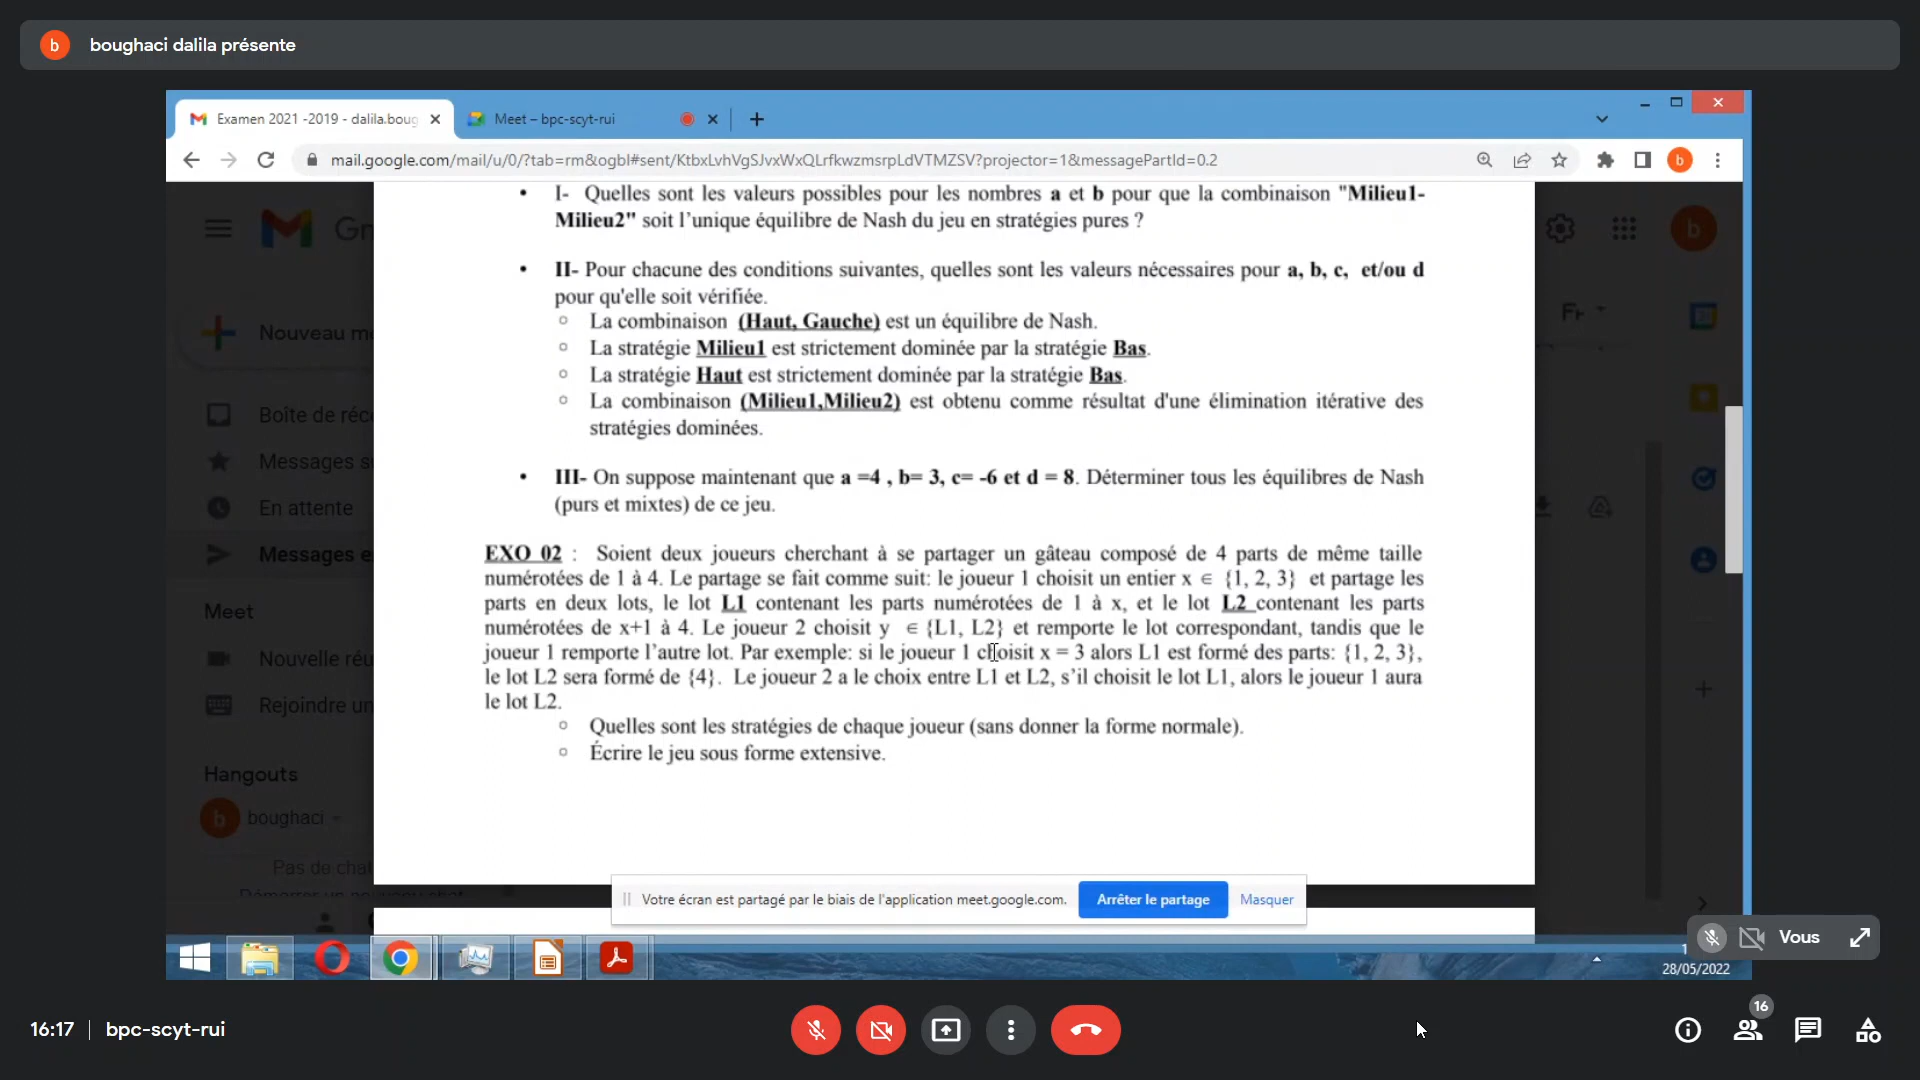 b boughaci dalila présente
Examen 2021 -2019 - dalila.boug
Meet – bpc-scyt-rui
mail.google.com/mail/u/0/?tab=rm&ogbl#sent/KtbxLvhVgSJvxWxQLrfkwzmsrpLdVTMZSV?projector=1&messagePartId=0.2
b
• I- Quelles sont les valeurs possibles pour les nombres a et b pour que la combinaison "Milieu1-
Milieu2" soit l’unique équilibre de Nash du jeu en stratégies pures ?
• II- Pour chacune des conditions suivantes, quelles sont les valeurs nécessaires pour a, b, c, et/ou d
pour qu'elle soit vérifiée.
○ La combinaison (Haut, Gauche) est un équilibre de Nash.
○ La stratégie Milieu1 est strictement dominée par la stratégie Bas.
○ La stratégie Haut est strictement dominée par la stratégie Bas.
○ La combinaison (Milieu1,Milieu2) est obtenu comme résultat d'une élimination itérative des
stratégies dominées.
• III- On suppose maintenant que a =4 , b= 3, c= -6 et d = 8. Déterminer tous les équilibres de Nash
(purs et mixtes) de ce jeu.
EXO 02 : Soient deux joueurs cherchant à se partager un gâteau composé de 4 parts de même taille
numérotées de 1 à 4. Le partage se fait comme suit: le joueur 1 choisit un entier x ∈ {1, 2, 3} et partage les
parts en deux lots, le lot L1 contenant les parts numérotées de 1 à x, et le lot L2 contenant les parts
numérotées de x+1 à 4. Le joueur 2 choisit y ∈ {L1, L2} et remporte le lot correspondant, tandis que le
joueur 1 remporte l’autre lot. Par exemple: si le joueur 1 choisit x = 3 alors L1 est formé des parts: {1, 2, 3},
le lot L2 sera formé de {4}. Le joueur 2 a le choix entre L1 et L2, s’il choisit le lot L1, alors le joueur 1 aura
le lot L2.
○ Quelles sont les stratégies de chaque joueur (sans donner la forme normale).
○ Écrire le jeu sous forme extensive.
Gm
b
Nouveau me
Fr
Boîte de réc
Messages s
En attente
Messages e
Meet
Nouvelle ré
Rejoindre un
Hangouts
b boughaci
Pas de chat
Démarrer un nouveau chat
Votre écran est partagé par le biais de l'application meet.google.com.
Arrêter le partage
Masquer
Vous
28/05/2022
16:17 | bpc-scyt-rui
16